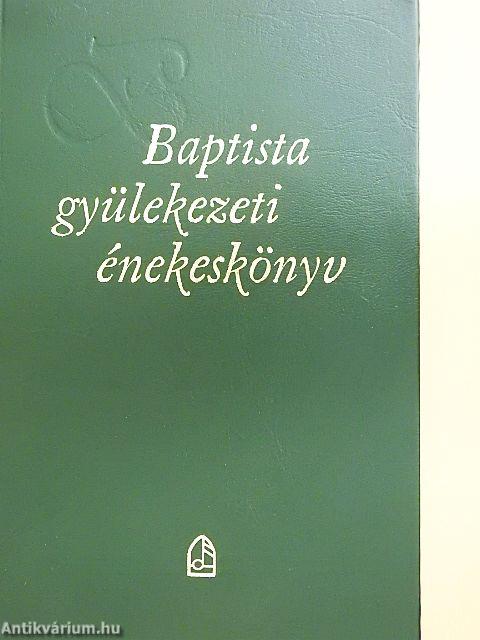 Baptista
gyülekezeti
énekeskönyv
Antikvárium.hu